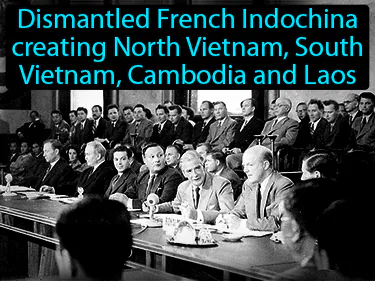 Dismantled French Indochina
creating North Vietnam, South
Vietnam, Cambodia and Laos